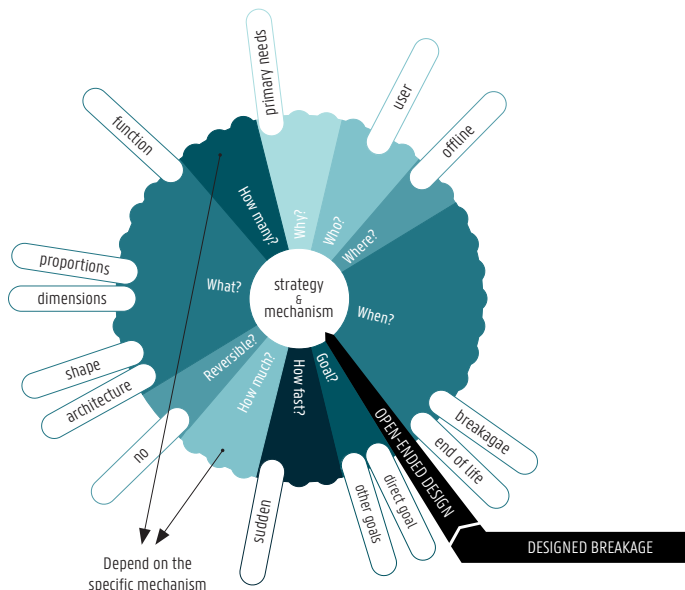 primary needs
user
offline
function
How many?
Why?
Who?
Where?
proportions
dimensions
What?
strategy
&
mechanism
When?
shape
architecture
Reversible?
How much?
How fast?
Goal?
no
sudden
other goals
direct goal
OPEN-ENDED DESIGN
breakagae
end of life
DESIGNED BREAKAGE
Depend on the
specific mechanism